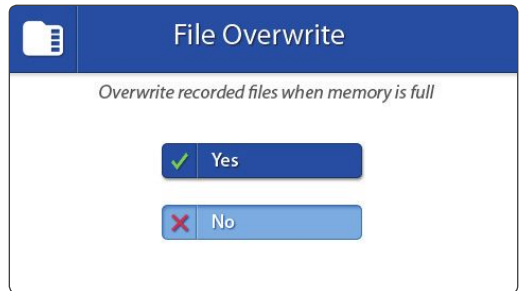 File Overwrite
Overwrite recorded files when memory is full
Yes
No